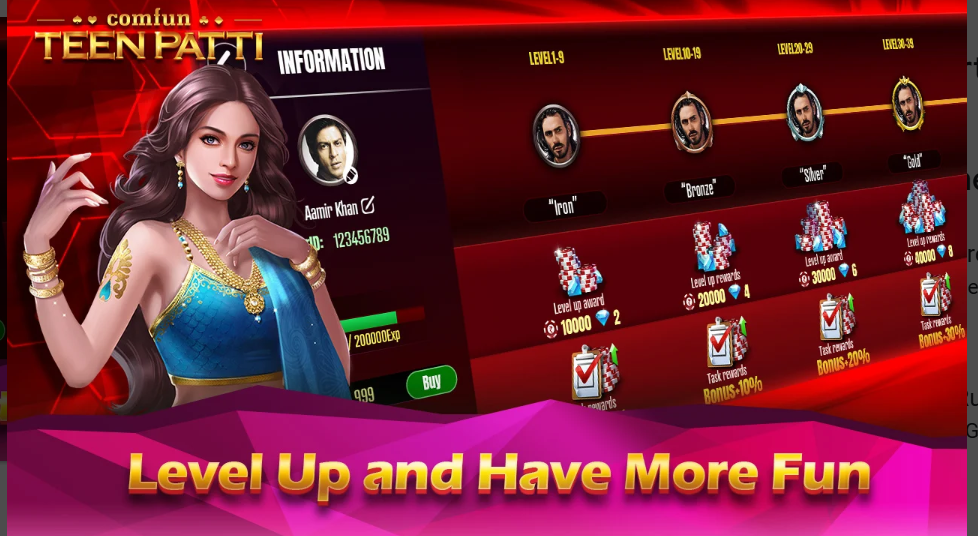 comfun
TEEN PATTI
INFORMATION
Aamir Khan
ID: 123456789
/ 200000Exp
999
Buy
LEVEL1-9
LEVEL10-19
LEVEL20-29
LEVEL30-39
"Iron"
"Bronze"
"Silver"
"Gold"
Level up award
10000 2
Level up rewards
20000 4
Level up award
30000 6
Level up rewards
40000 8
Task rewards
Bonus+10%
Task rewards
Bonus+20%
Task rewards
Bonus+30%
Level Up and Have More Fun